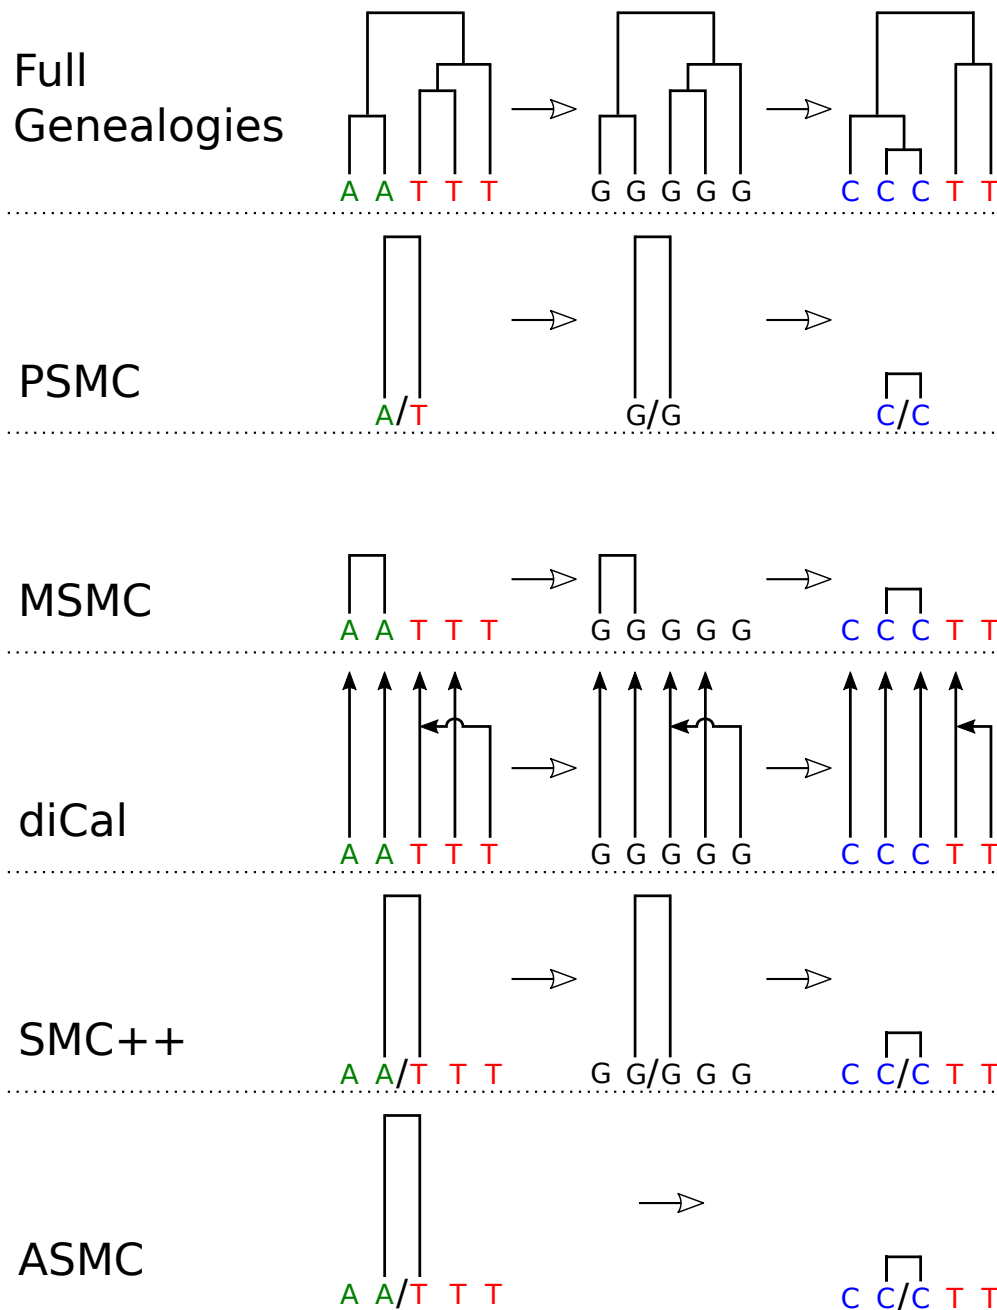 Full
Genealogies
A A T T T G G G G G C C C T T
PSMC
A/T G/G C/C
MSMC
A A T T T G G G G G C C C T T
diCal
A A T T T G G G G G C C C T T
SMC++
A A/T T T G G/G G G C C/C T T
ASMC
A A/T T T C C/C T T